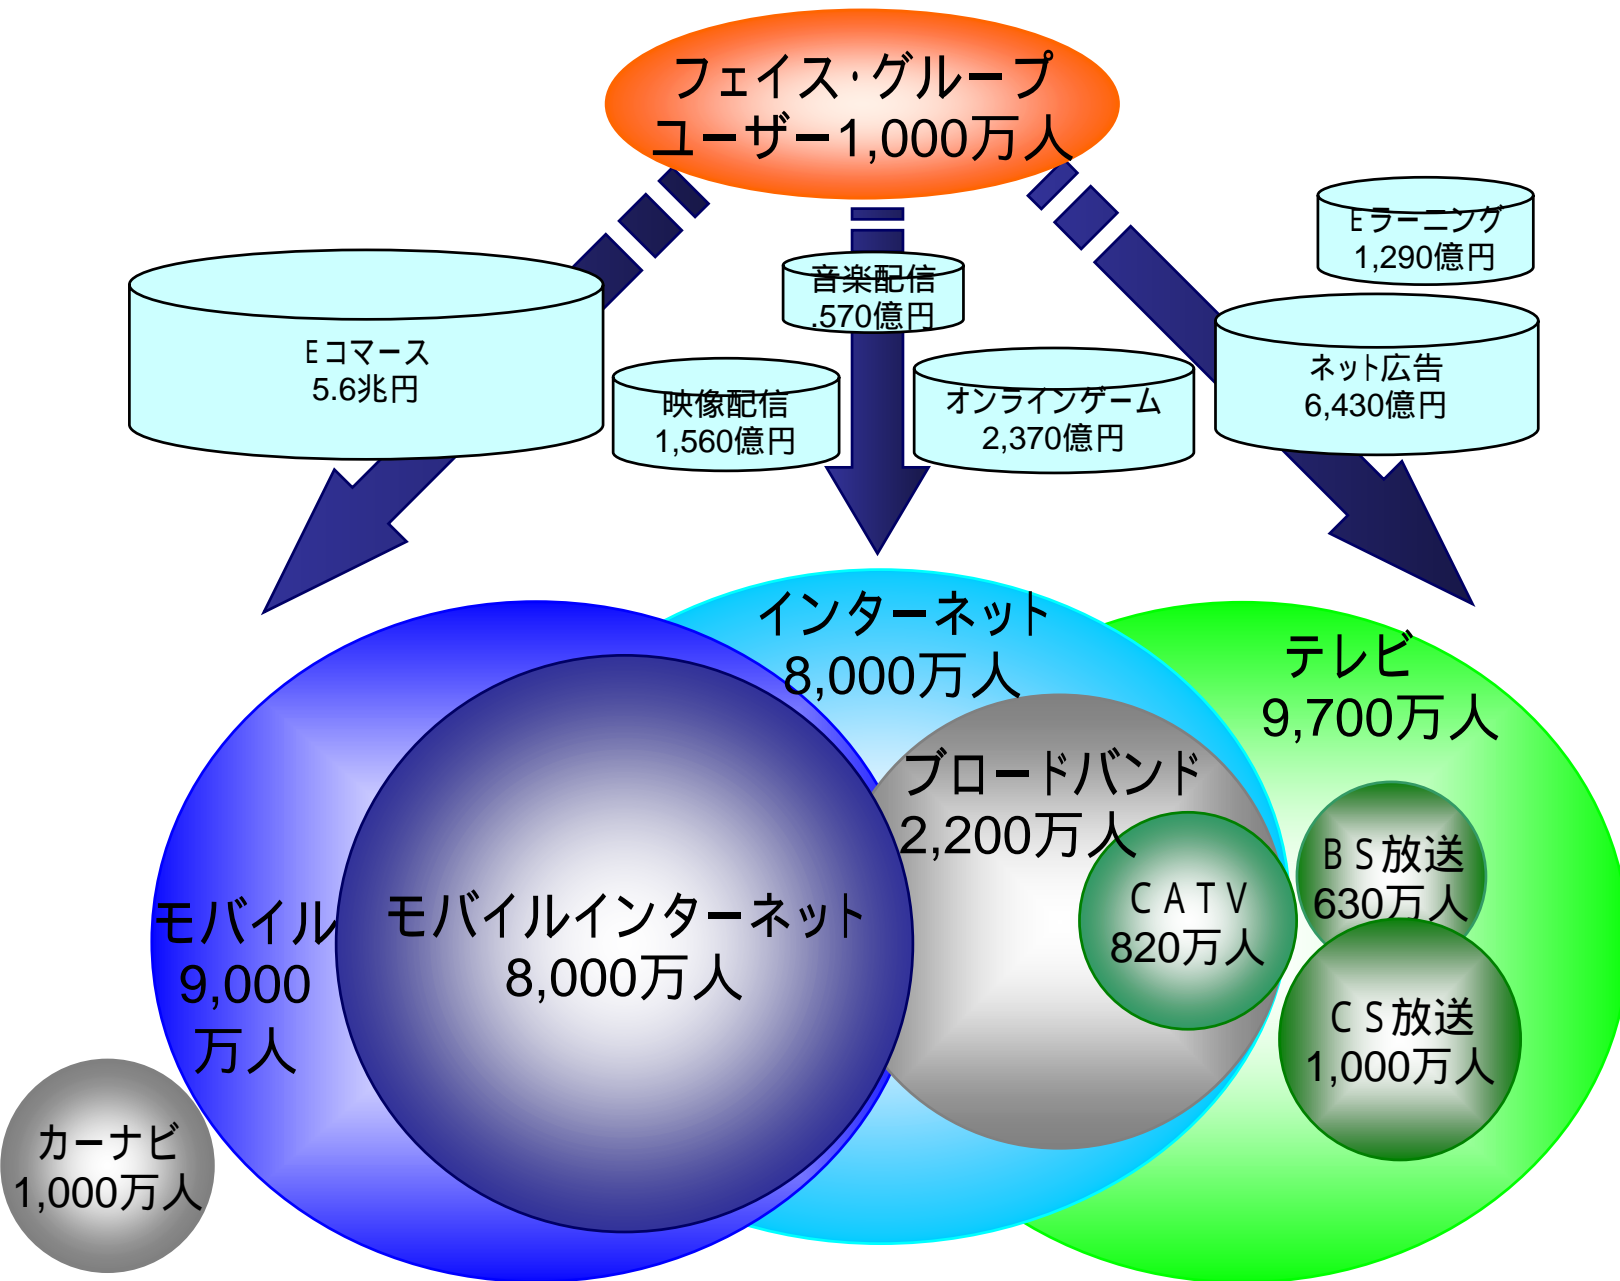 フェイス・グループ
ユーザー1,000万人
Eラーニング
1,290億円
音楽配信
.570億円
Eコマース
5.6兆円
映像配信
1,560億円
オンラインゲーム
2,370億円
ネット広告
6,430億円
インターネット
8,000万人
テレビ
9,700万人
ブロードバンド
2,200万人
BS放送
630万人
CATV
820万人
モバイル
9,000
万人
モバイルインターネット
8,000万人
CS放送
1,000万人
カーナビ
1,000万人